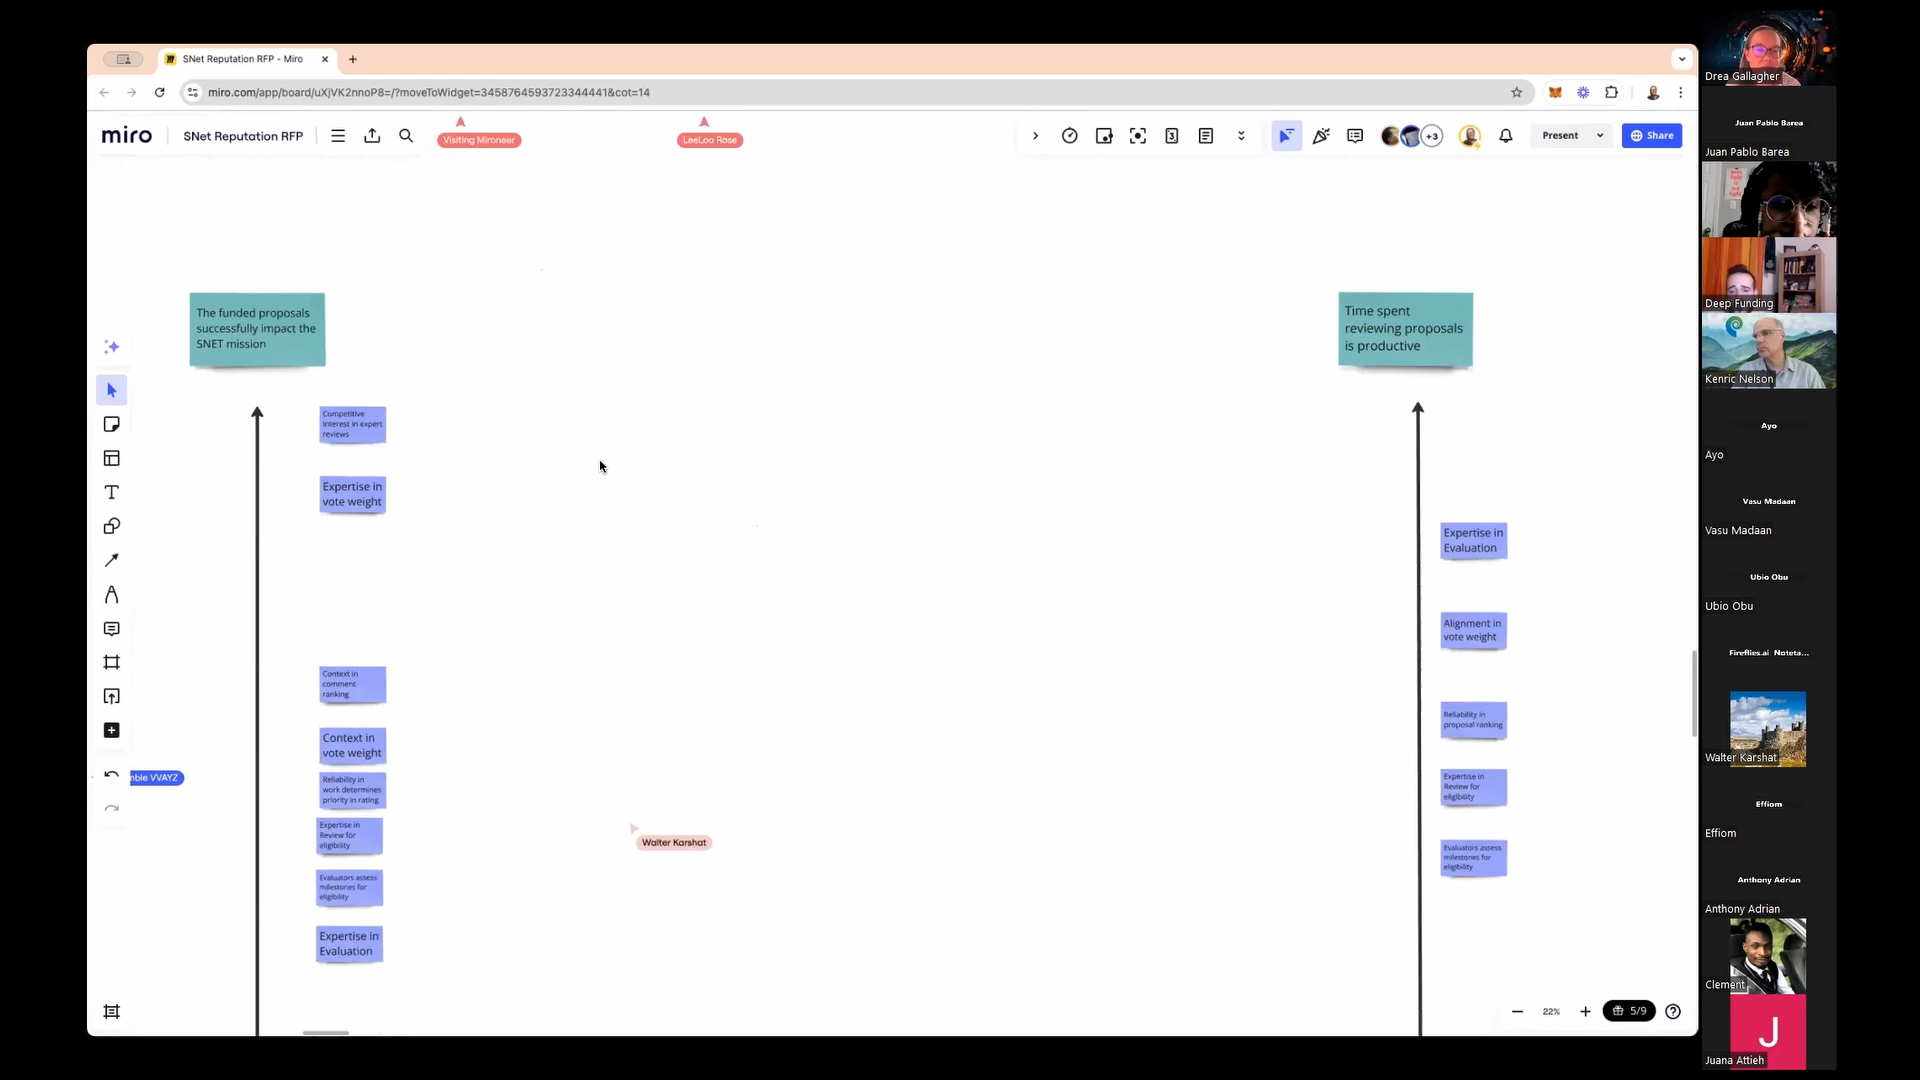 SNet Reputation RFP - Miro
miro.com/app/board/uXjVK2nnoP8=/?moveToWidget=3458764593723344441&cot=14
miro
SNet Reputation RFP
Visiting Mironeer
LeeLoo Rose
3
+3
Present
Share
The funded proposals
successfully impact the
SNET mission
Time spent
reviewing proposals
is productive
Competitive
Interest in expert
reviews
Expertise in
vote weight
Context in
comment
ranking
Context in
vote weight
Reliability in
work determines
priority in rating
Expertise in
Review for
eligibility
Evaluators assess
milestones for
eligibility
Expertise in
Evaluation
Expertise in
Evaluation
Alignment in
vote weight
Reliability in
proposal ranking
Expertise in
Review for
eligibility
Evaluators assess
milestones for
eligibility
nble VVAYZ
Walter Karshat
22%
5/9
Drea Gallagher
Juan Pablo Barea
Juan Pablo Barea
Deep Funding
Kenric Nelson
Ayo
Ayo
Vasu Madaan
Vasu Madaan
Ubio Obu
Ubio Obu
Fireflies.ai Noteta...
Walter Karshat
Effiom
Effiom
Anthony Adrian
Anthony Adrian
Clement
J
Juana Attieh